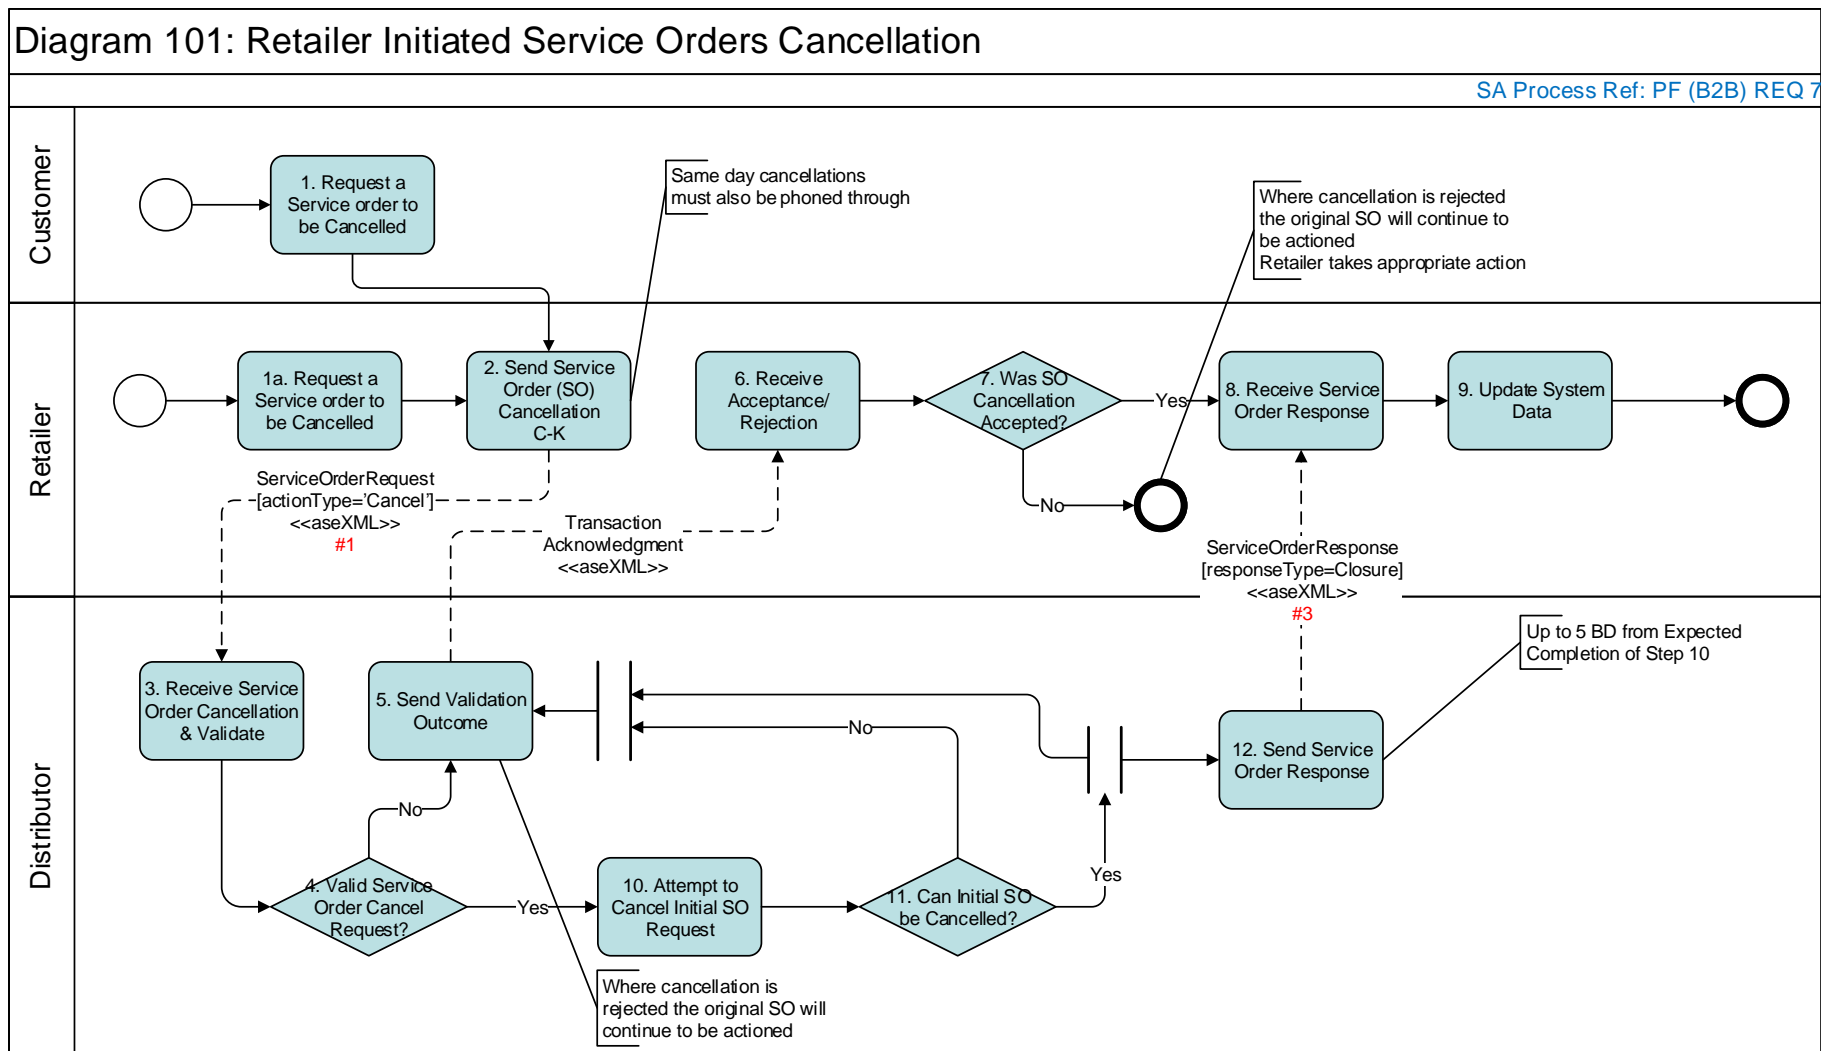 Diagram 101: Retailer Initiated Service Orders Cancellation
SA Process Ref: PF (B2B) REQ 7
Customer
1. Request a
Service order to
be Cancelled
Same day cancellations
must also be phoned through
Where cancellation is rejected
the original SO will continue to
be actioned
Retailer takes appropriate action
Retailer
1a. Request a
Service order to
be Cancelled
2. Send Service
Order (SO)
Cancellation
C-K
6. Receive
Acceptance/
Rejection
7. Was SO
Cancellation
Accepted?
Yes
No
8. Receive Service
Order Response
9. Update System
Data
ServiceOrderRequest
[actionType='Cancel']
<<aseXML>>
#1
Transaction
Acknowledgment
<<aseXML>>
ServiceOrderResponse
[responseType=Closure]
<<aseXML>>
#3
Distributor
3. Receive Service
Order Cancellation
& Validate
5. Send Validation
Outcome
No
12. Send Service
Order Response
Up to 5 BD from Expected
Completion of Step 10
No
4. Valid Service
Order Cancel
Request?
Yes
10. Attempt to
Cancel Initial SO
Request
11. Can Initial SO
be Cancelled?
Yes
Where cancellation is
rejected the original SO will
continue to be actioned